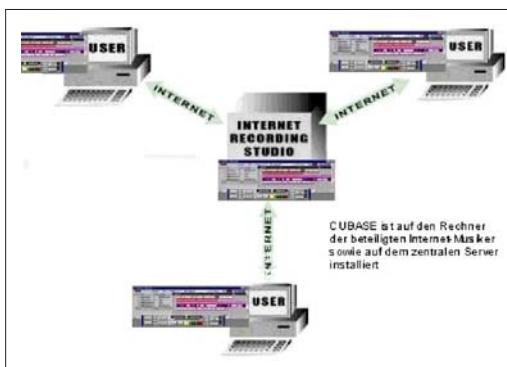 USER
USER
INTERNET
INTERNET
INTERNET
RECORDING
STUDIO
INTERNET
CUBASE ist auf den Rechner
der beteiligten Internet-Musiker
sowie auf dem zentralen Server
installiert
USER